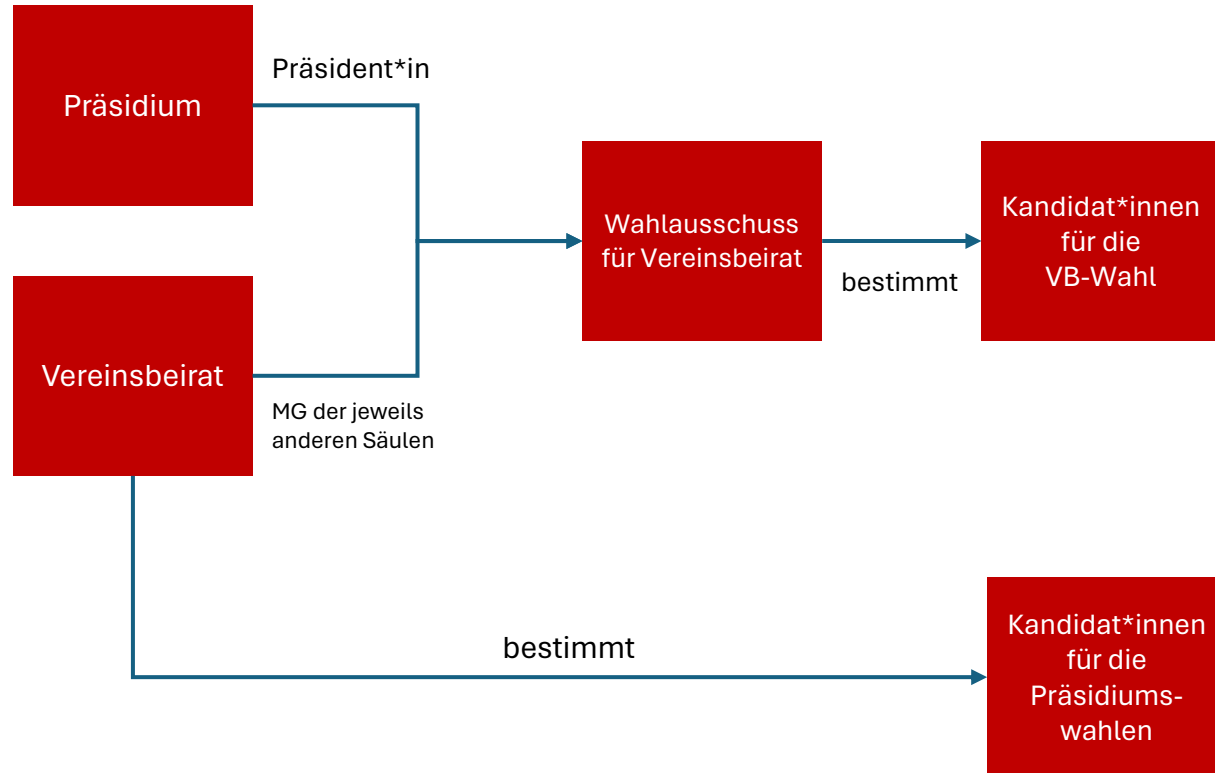 Präsidium
Präsident*in
Wahlausschuss
für Vereinsbeirat
bestimmt
Kandidat*innen
für die
VB-Wahl
Vereinsbeirat
MG der jeweils
anderen Säulen
bestimmt
Kandidat*innen
für die
Präsidiums-
wahlen